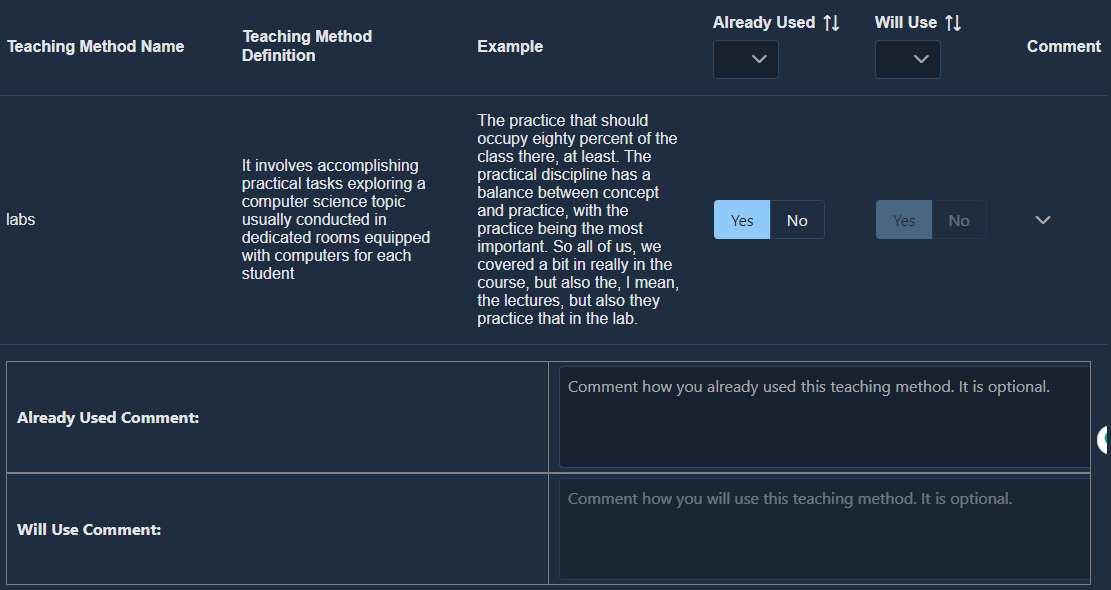 Teaching Method Name
Teaching Method
Definition
Example
Already Used
Will Use
Comment
labs
It involves accomplishing
practical tasks exploring a
computer science topic
usually conducted in
dedicated rooms equipped
with computers for each
student
The practice that should
occupy eighty percent of the
class there, at least. The
practical discipline has a
balance between concept
and practice, with the
practice being the most
important. So all of us, we
covered a bit in really in the
course, but also the, I mean,
the lectures, but also they
practice that in the lab.
Yes
No
Yes
No
Already Used Comment:
Comment how you already used this teaching method. It is optional.
Will Use Comment:
Comment how you will use this teaching method. It is optional.